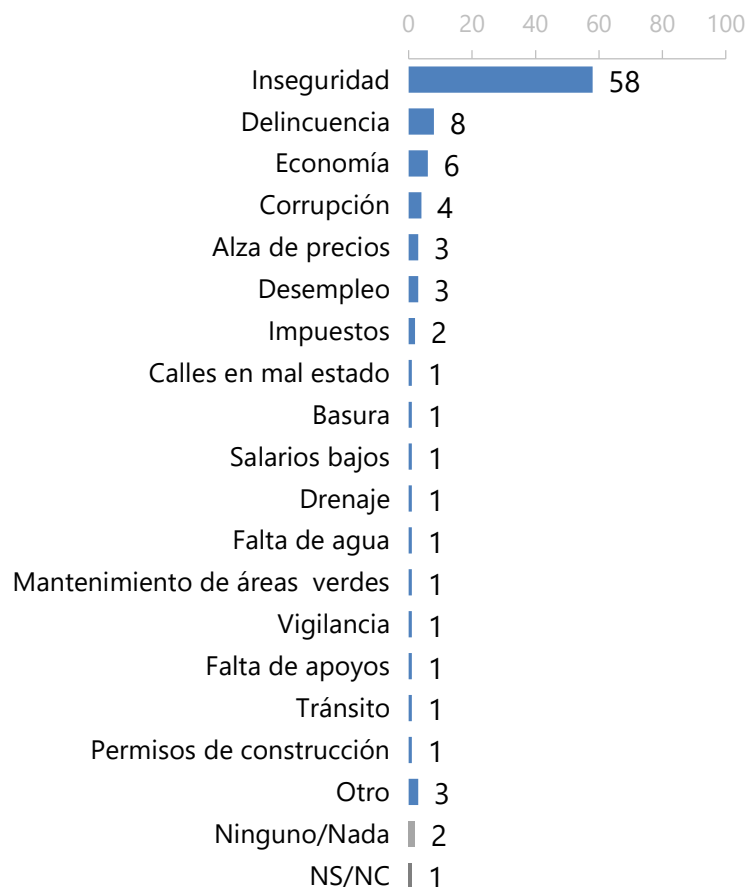 0 20 40 60 80 100
Inseguridad 58
Delincuencia 8
Economía 6
Corrupción 4
Alza de precios 3
Desempleo 3
Impuestos 2
Calles en mal estado 1
Basura 1
Salarios bajos 1
Drenaje 1
Falta de agua 1
Mantenimiento de áreas  verdes 1
Vigilancia 1
Falta de apoyos 1
Tránsito 1
Permisos de construcción 1
Otro 3
Ninguno/Nada 2
NS/NC 1